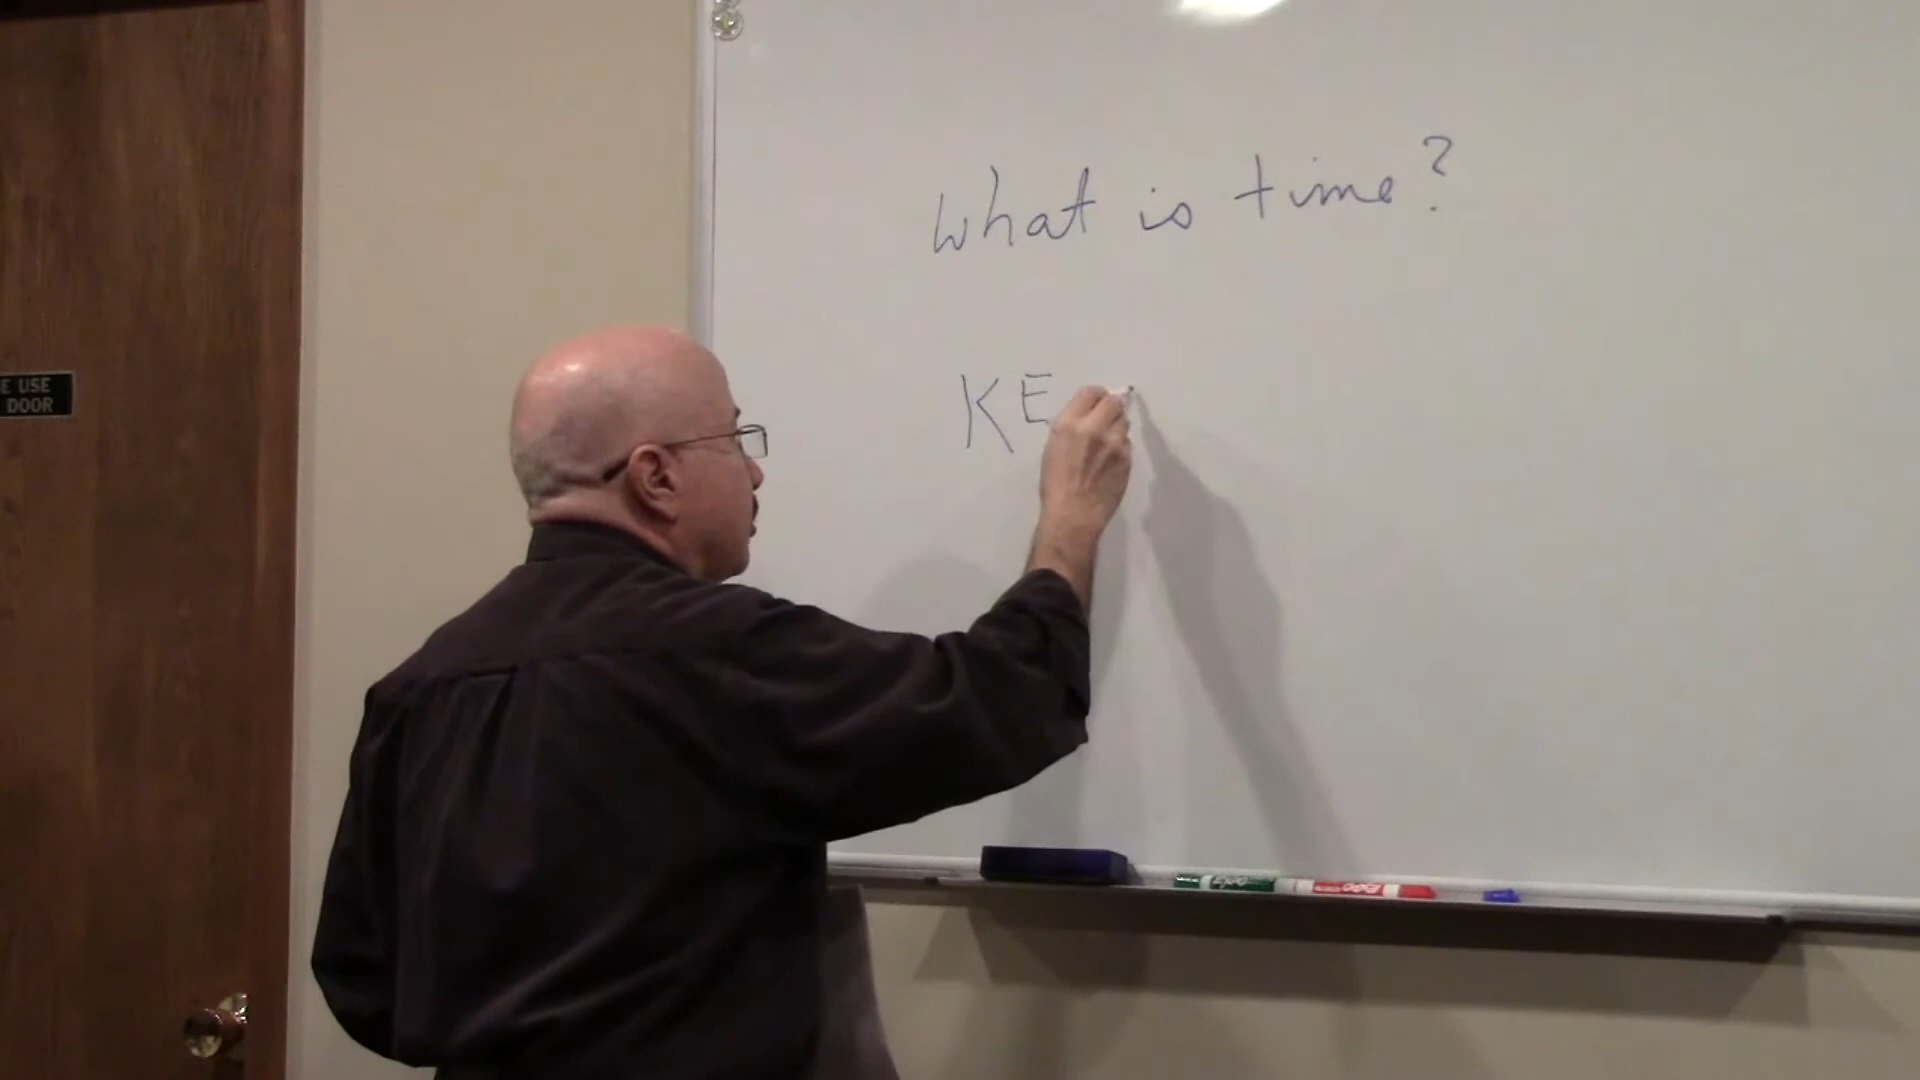 E USE
DOOR
What is time?
KE
EXPO
EXPO